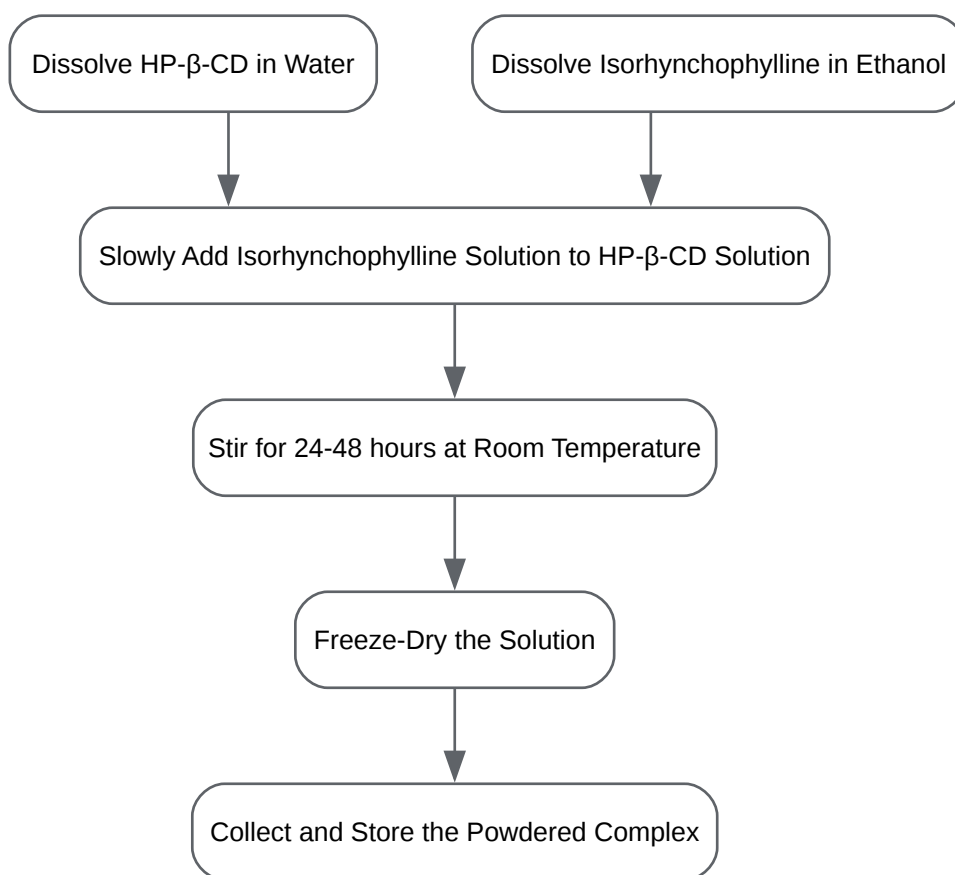 Dissolve HP-β-CD in Water
Dissolve Isorhynchophylline in Ethanol
Slowly Add Isorhynchophylline Solution to HP-β-CD Solution
Stir for 24-48 hours at Room Temperature
Freeze-Dry the Solution
Collect and Store the Powdered Complex